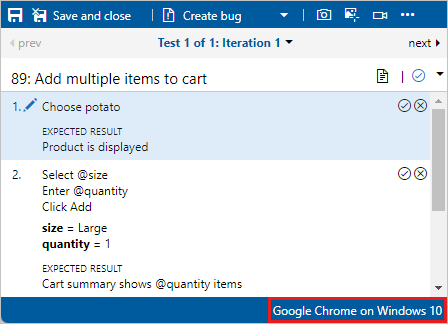 Save and close Create bug
prev Test 1 of 1: Iteration 1 next
89: Add multiple items to cart
1. Choose potato
EXPECTED RESULT
Product is displayed
2. Select @size
Enter @quantity
Click Add
size = Large
quantity = 1
EXPECTED RESULT
Cart summary shows @quantity items
Google Chrome on Windows 10